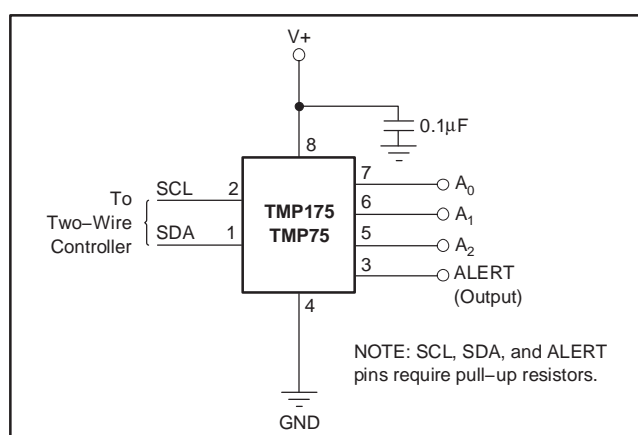 V+
0.1μF
8
7
A0
To
Two–Wire
Controller
SCL
2
TMP175
TMP75
6
A1
SDA
1
5
A2
3
ALERT
(Output)
4
NOTE: SCL, SDA, and ALERT
pins require pull–up resistors.
GND